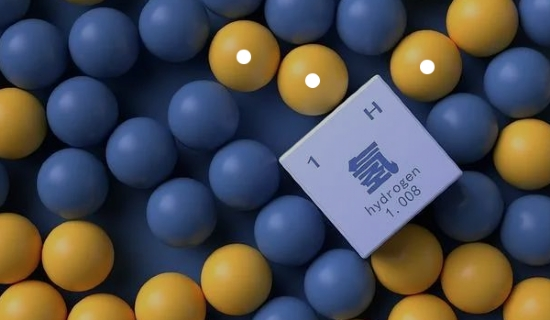 1 H
氢
hydrogen
1.008